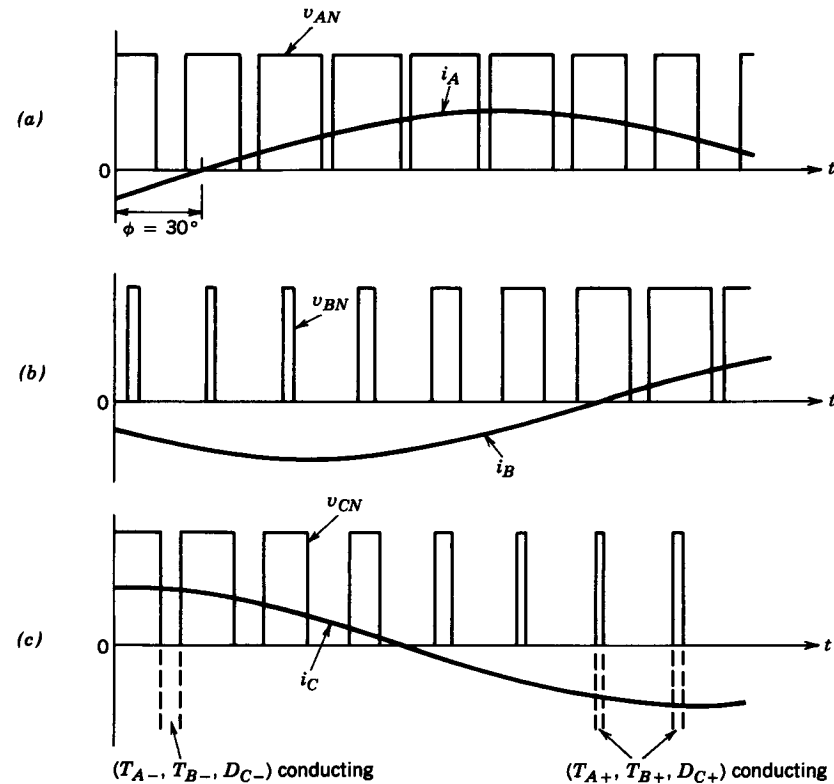 v_AN
i_A
(a)
0
t
ϕ = 30°
v_BN
(b)
0
t
i_B
v_CN
(c)
0
t
i_C
(T_A−, T_B−, D_C−) conducting
(T_A+, T_B+, D_C+) conducting